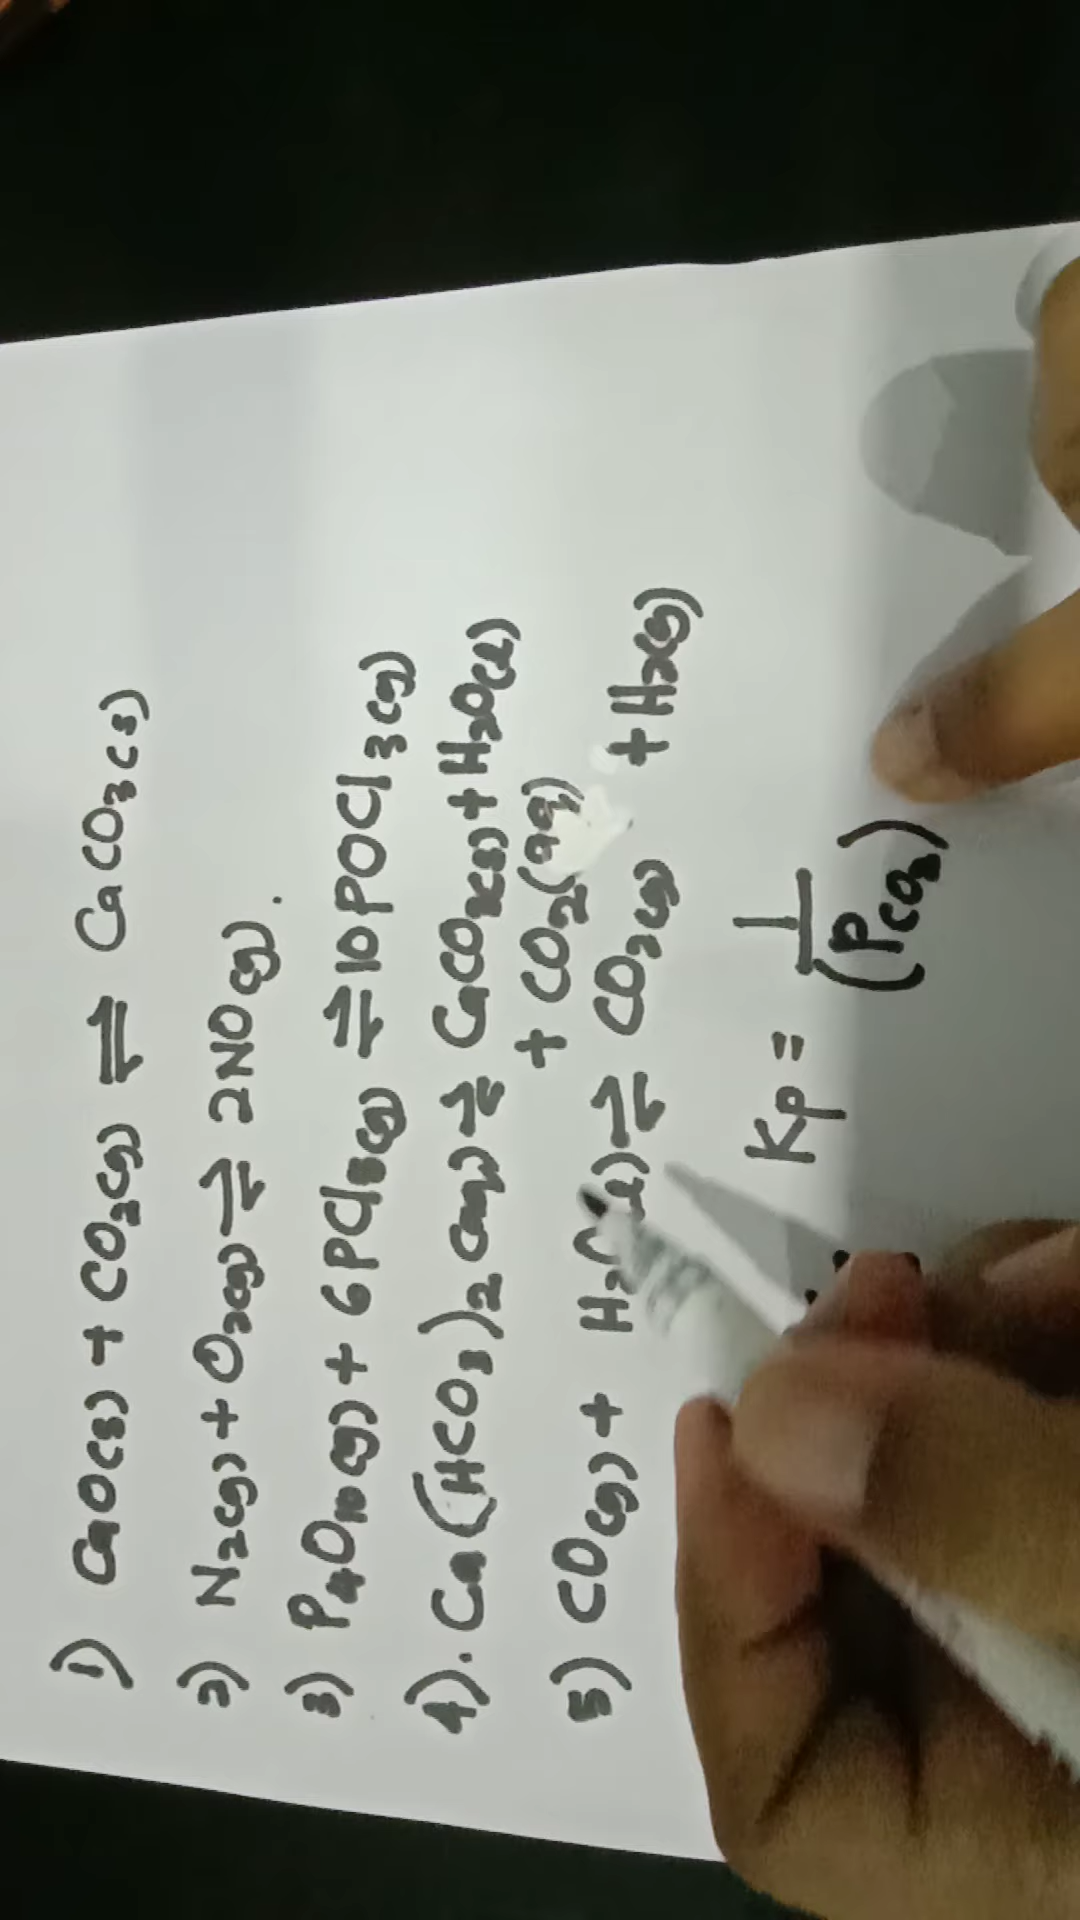 1) CaO(s) + CO2(g) ⇌ CaCO3(s)
2) N2(g) + O2(g) ⇌ 2NO(g).
3) P4O10(g) + 6PCl5(g) ⇌ 10POCl3(g)
4). Ca(HCO3)2(aq) ⇌ CaCO3(s) + H2O(l)
+ CO2(aq)
5) CO(g) + H2O(l) ⇌ CO2(g) + H2(g)
Kp = 1/(PCO2)